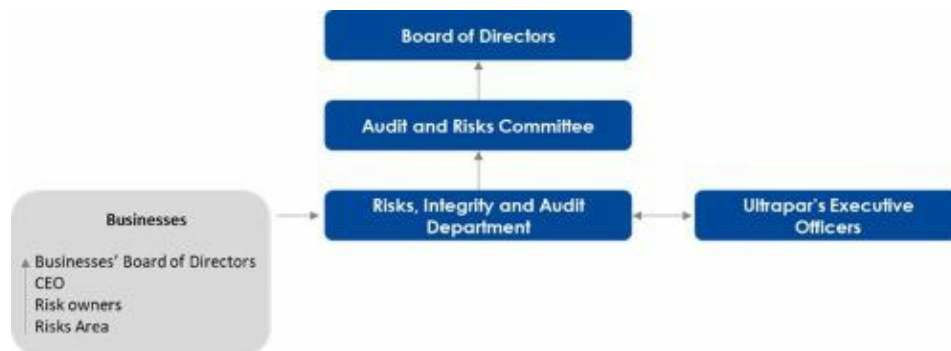 Board of Directors
Audit and Risks Committee
Businesses
Businesses' Board of Directors
CEO
Risk owners
Risks Area
Risks, Integrity and Audit
Department
Ultrapar's Executive
Officers